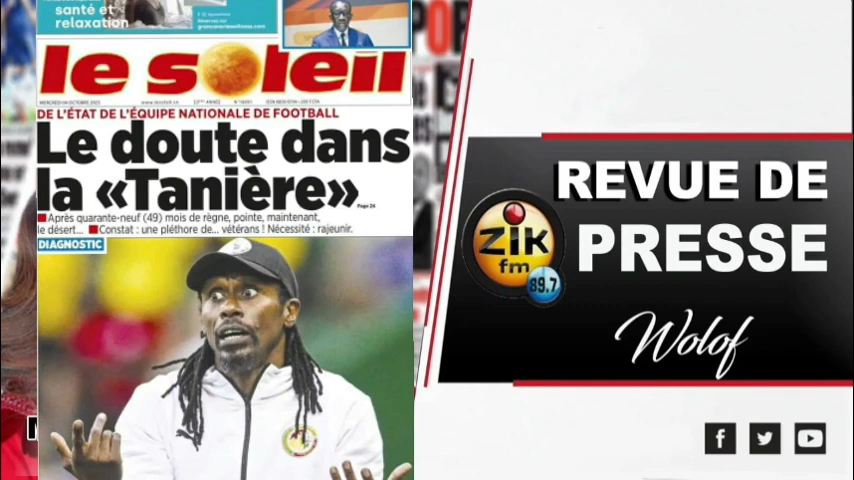 santé et
relaxation
le soleil
DE L'ÉTAT DE L'ÉQUIPE NATIONALE DE FOOTBALL
Le doute dans
la «Tanière»
Page 24
Après quarante-neuf (49) mois de règne, pointe, maintenant,
le désert... Constat : une pléthore de... vétérans ! Nécessité : rajeunir.
DIAGNOSTIC
REVUE DE
PRESSE
ZIK
fm
89.7
Wolof